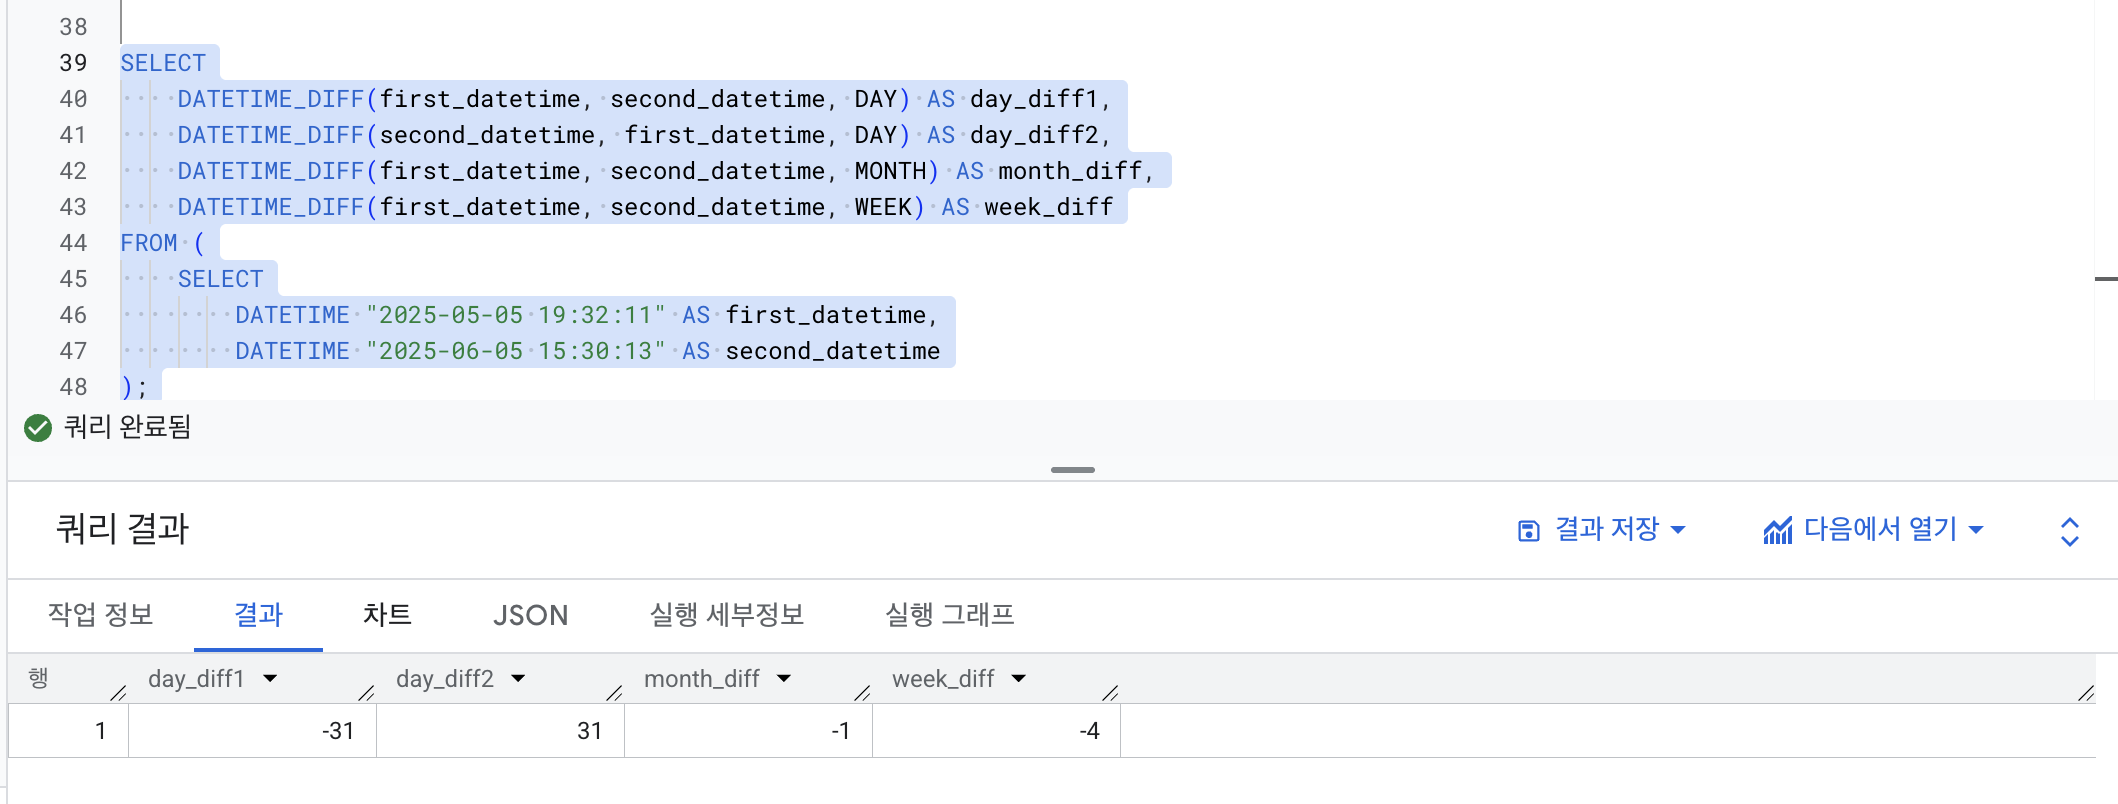 38
39 SELECT
40 DATETIME_DIFF(first_datetime, second_datetime, DAY) AS day_diff1,
41 DATETIME_DIFF(second_datetime, first_datetime, DAY) AS day_diff2,
42 DATETIME_DIFF(first_datetime, second_datetime, MONTH) AS month_diff,
43 DATETIME_DIFF(first_datetime, second_datetime, WEEK) AS week_diff
44 FROM (
45 SELECT
46 DATETIME "2025-05-05 19:32:11" AS first_datetime,
47 DATETIME "2025-06-05 15:30:13" AS second_datetime
48 );
쿼리 완료됨
쿼리 결과 결과 저장 다음에서 열기
작업 정보 결과 차트 JSON 실행 세부정보 실행 그래프
행 day_diff1 day_diff2 month_diff week_diff
1 -31 31 -1 -4